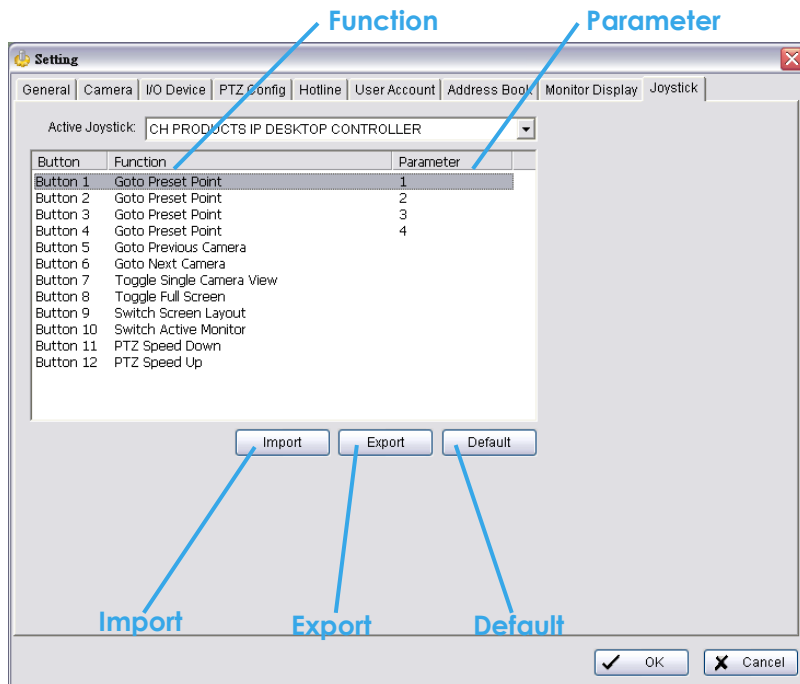 Function Parameter
Setting
General Camera I/O Device PTZ Config Hotline User Account Address Book Monitor Display Joystick
Active Joystick: CH PRODUCTS IP DESKTOP CONTROLLER
Button Function Parameter
Button 1 Goto Preset Point 1
Button 2 Goto Preset Point 2
Button 3 Goto Preset Point 3
Button 4 Goto Preset Point 4
Button 5 Goto Previous Camera
Button 6 Goto Next Camera
Button 7 Toggle Single Camera View
Button 8 Toggle Full Screen
Button 9 Switch Screen Layout
Button 10 Switch Active Monitor
Button 11 PTZ Speed Down
Button 12 PTZ Speed Up
Import Export Default
Import Export Default
OK Cancel